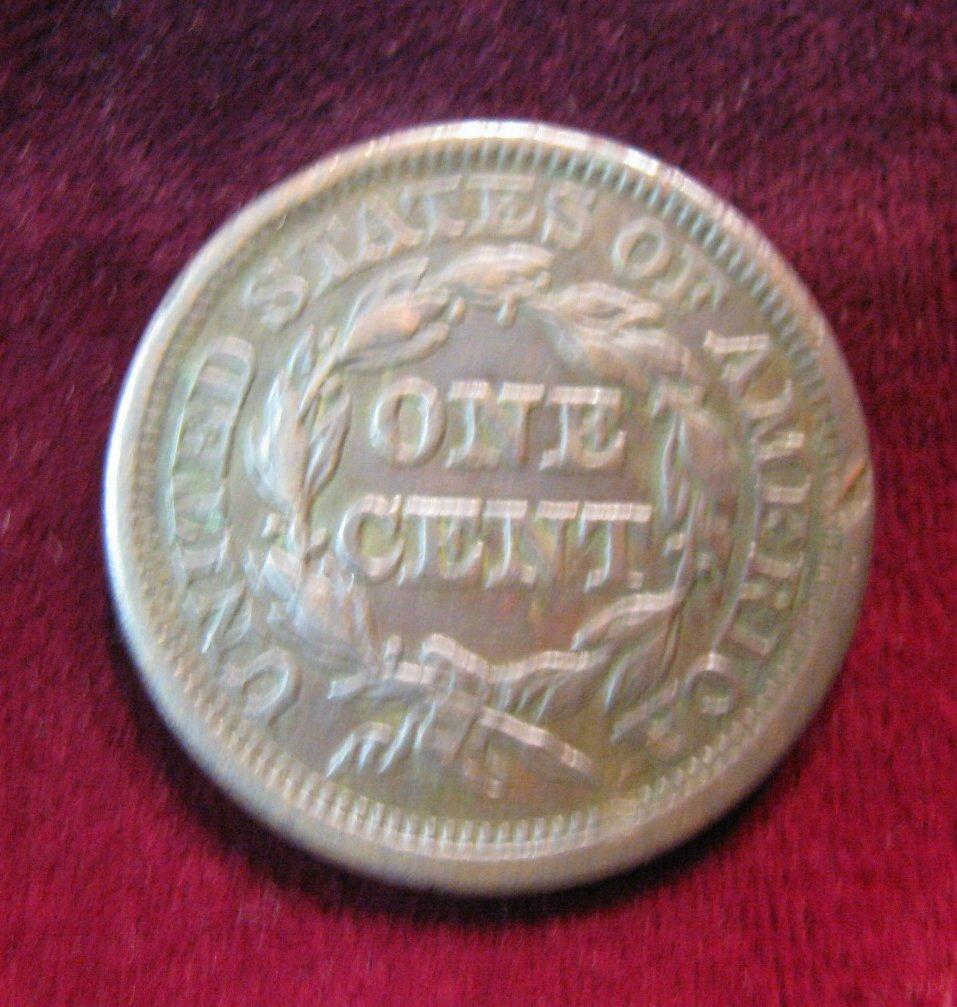 UNITED STATES OF AMERICA
ONE
CENT.